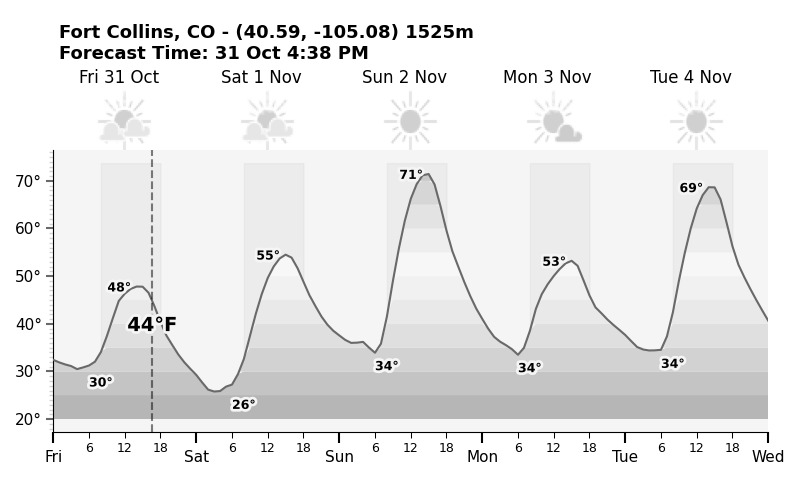 Fort Collins, CO - (40.59, -105.08) 1525m
Forecast Time: 31 Oct 4:38 PM
Fri 31 Oct Sat 1 Nov Sun 2 Nov Mon 3 Nov Tue 4 Nov
70°
60°
50°
40°
30°
20°
48° 55° 71° 53° 69°
44°F
30° 26° 34° 34° 34°
6 12 18 6 12 18 6 12 18 6 12 18 6 12 18
Fri Sat Sun Mon Tue Wed